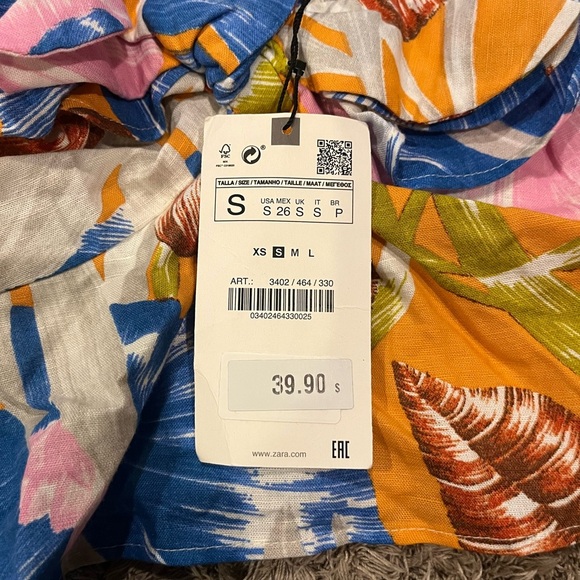 FSC
R
TALLA / SIZE / TAMANHO / TAILLE / MAAT / ΜΕΓΕΘΟΣ
S
USA MEX UK IT BR
S 26 S S P
XS S M L
ART.: 3402 / 464 / 330
03402464330025
39.90 S
www.zara.com
EAC